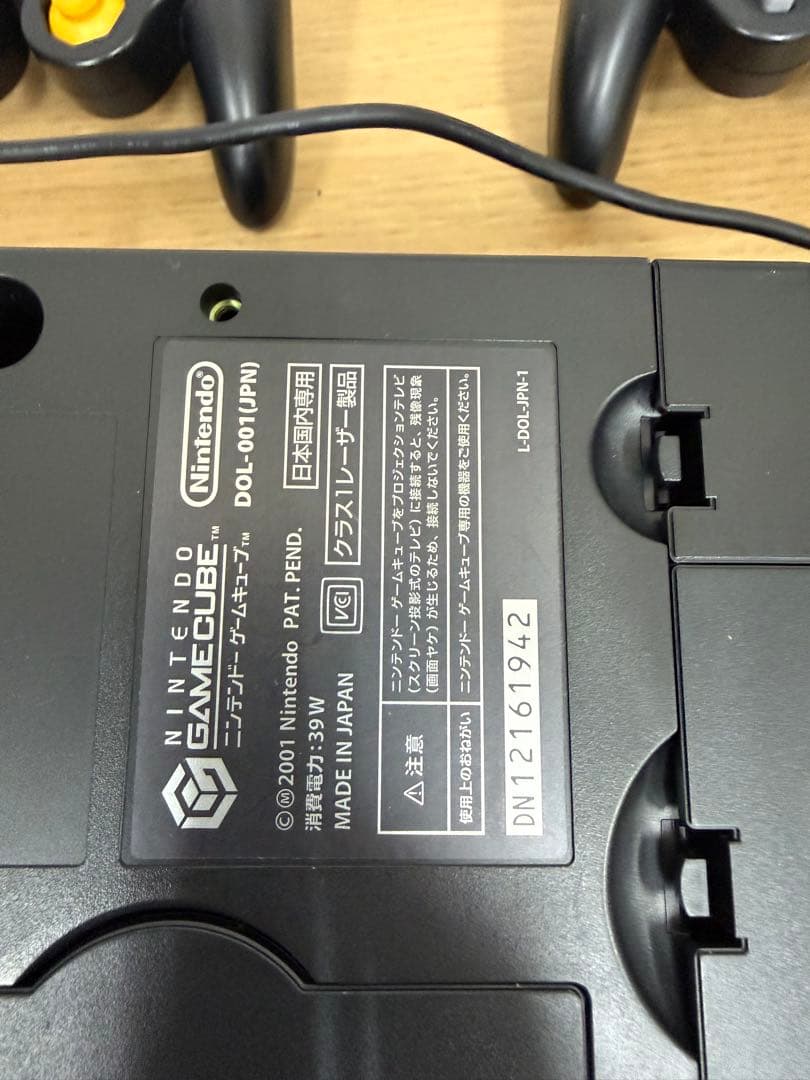 NINTENDO
GAMECUBE™
ニンテンドーゲームキューブ™
Nintendo®
DOL-001(JPN)
©Ⓜ2001 Nintendo PAT. PEND.
日本国内専用
消費電力:39W
VCI
クラス1レーザー製品
MADE IN JAPAN
⚠注意
ニンテンドーゲームキューブをプロジェクションテレビ
(スクリーン投影式のテレビ)に接続すると、残像現象
(画面ヤケ)が生じるため、接続しないでください。
使用上のおねがい
ニンテンドーゲームキューブ専用の機器をご使用ください。
DN12161942
L-DOL-JPN-1